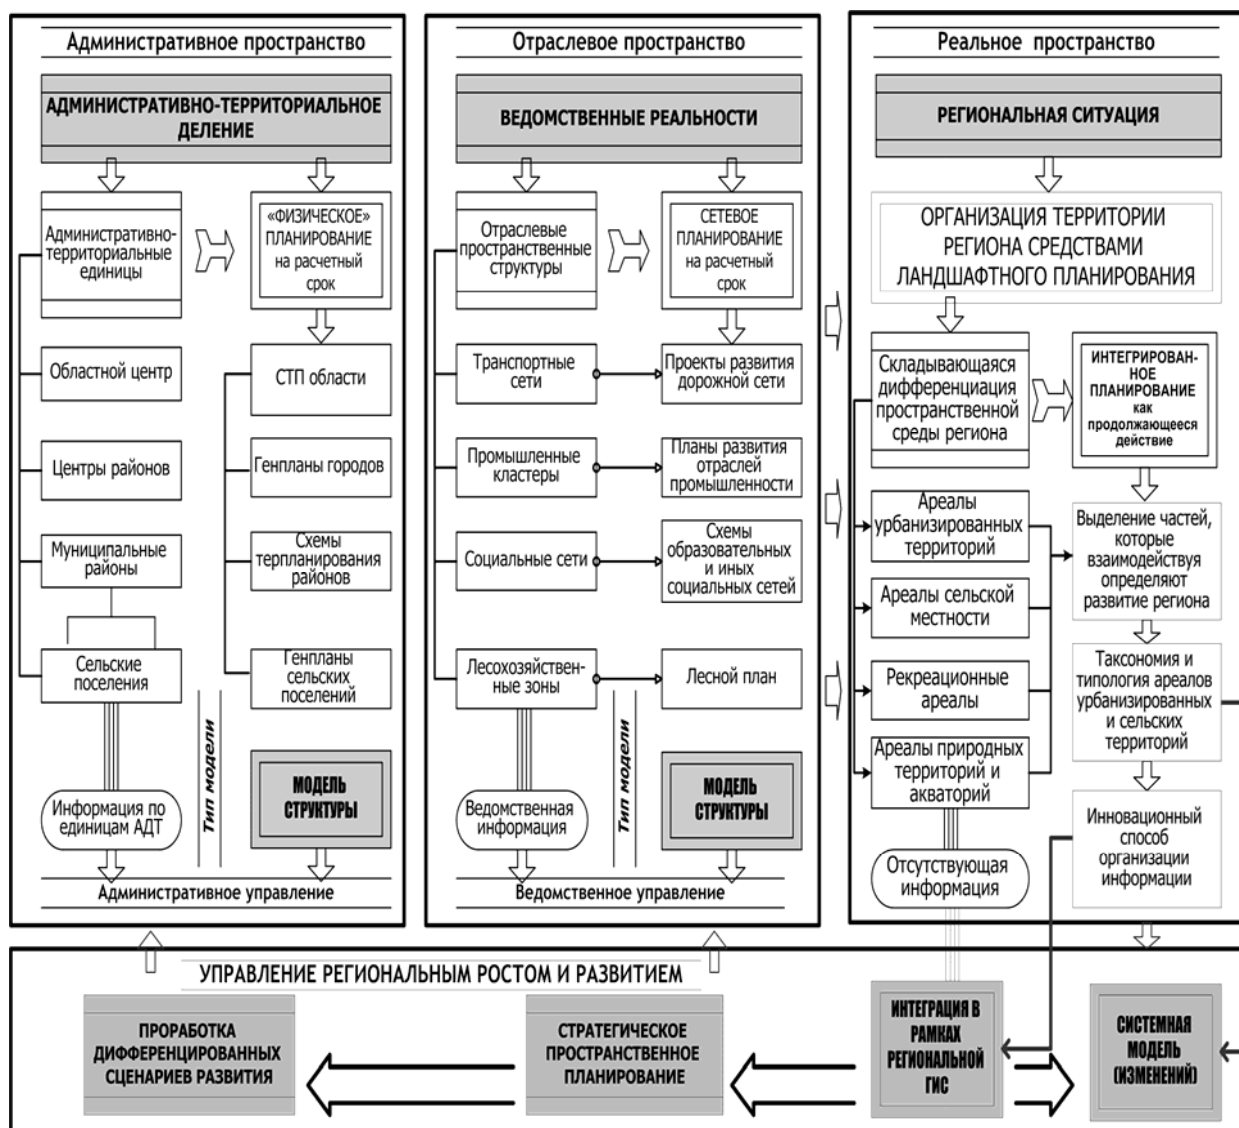 Административное пространство
АДМИНИСТРАТИВНО-ТЕРРИТОРИАЛЬНОЕ
ДЕЛЕНИЕ
Административно-
территориальные
единицы
«ФИЗИЧЕСКОЕ»
ПЛАНИРОВАНИЕ
на расчетный
срок
Областной центр
СТП области
Центры районов
Генпланы городов
Муниципальные
районы
Схемы
терпланирования
районов
Сельские
поселения
Генпланы
сельских
поселений
Тип модели
МОДЕЛЬ
СТРУКТУРЫ
Информация по
единицам АДТ
Административное управление
Отраслевое пространство
ВЕДОМСТВЕННЫЕ РЕАЛЬНОСТИ
Отраслевые
пространственные
структуры
СЕТЕВОЕ
ПЛАНИРОВАНИЕ
на расчетный
срок
Транспортные
сети
Проекты развития
дорожной сети
Промышленные
кластеры
Планы развития
отраслей
промышленности
Социальные сети
Схемы
образовательных
и иных
социальных сетей
Лесохозяйствен-
ные зоны
Лесной план
Тип модели
МОДЕЛЬ
СТРУКТУРЫ
Ведомственная
информация
Ведомственное управление
Реальное пространство
РЕГИОНАЛЬНАЯ СИТУАЦИЯ
ОРГАНИЗАЦИЯ ТЕРРИТОРИИ
РЕГИОНА СРЕДСТВАМИ
ЛАНДШАФТНОГО ПЛАНИРОВАНИЯ
Складывающаяся
дифференциация
пространственной
среды региона
ИНТЕГРИРОВАН-
НОЕ
ПЛАНИРОВАНИЕ
как
продолжающееся
действие
Ареалы
урбанизированных
территорий
Ареалы сельской
местности
Рекреационные
ареалы
Ареалы природных
территорий и
акваторий
Выделение частей,
которые
взаимодействуя
определяют
развитие региона
Таксономия и
типология ареалов
урбанизированных
и сельских
территорий
Инновационный
способ
организации
информации
Отсутствующая
информация
УПРАВЛЕНИЕ РЕГИОНАЛЬНЫМ РОСТОМ И РАЗВИТИЕМ
ПРОРАБОТКА
ДИФФЕРЕНЦИРОВАННЫХ
СЦЕНАРИЕВ РАЗВИТИЯ
СТРАТЕГИЧЕСКОЕ
ПРОСТРАНСТВЕННОЕ
ПЛАНИРОВАНИЕ
ИНТЕГРАЦИЯ В
РАМКАХ
РЕГИОНАЛЬНОЙ
ГИС
СИСТЕМНАЯ
МОДЕЛЬ
(ИЗМЕНЕНИЙ)